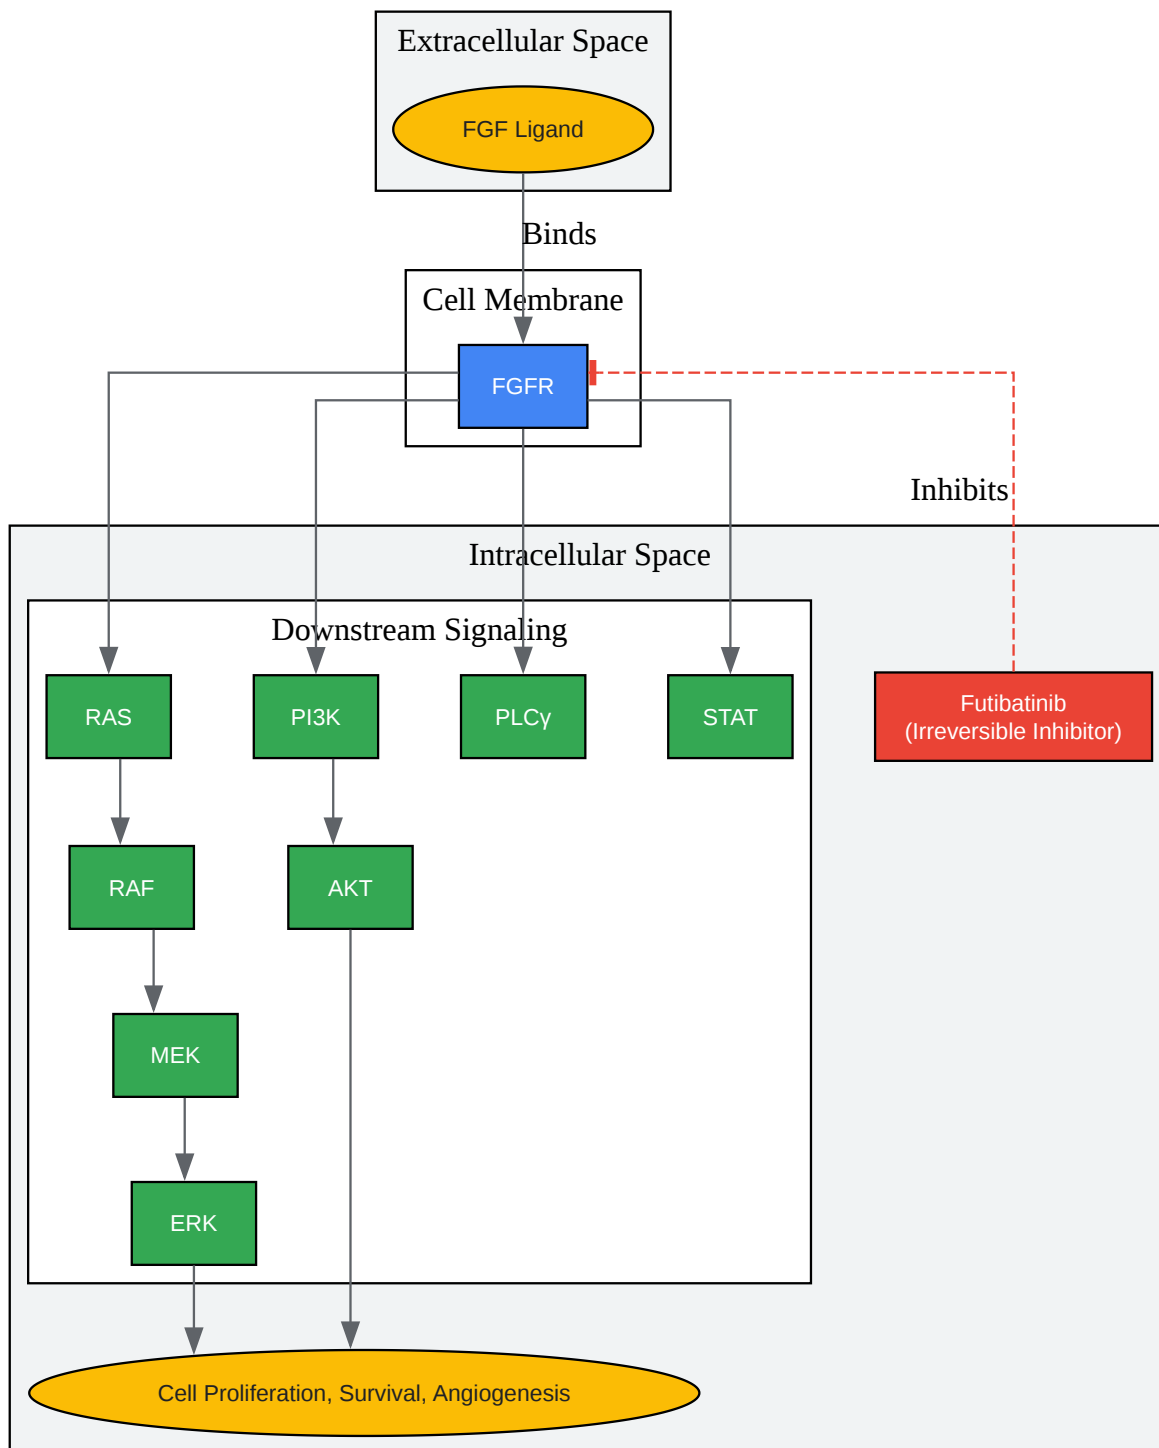 Extracellular Space
FGF Ligand
Binds
Cell Membrane
FGFR
Inhibits
Intracellular Space
Downstream Signaling
RAS
PI3K
PLCγ
STAT
Futibatinib
(Irreversible Inhibitor)
RAF
AKT
MEK
ERK
Cell Proliferation, Survival, Angiogenesis